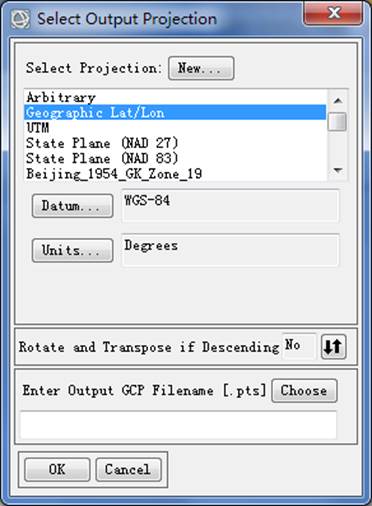 Select Output Projection
Select Projection: New...
Arbitrary
Geographic Lat/Lon
UTM
State Plane (NAD 27)
State Plane (NAD 83)
Beijing_1954_GK_Zone_19
Datum... WGS-84
Units... Degrees
Rotate and Transpose if Descending No
Enter Output GCP Filename [.pts] Choose
OK Cancel